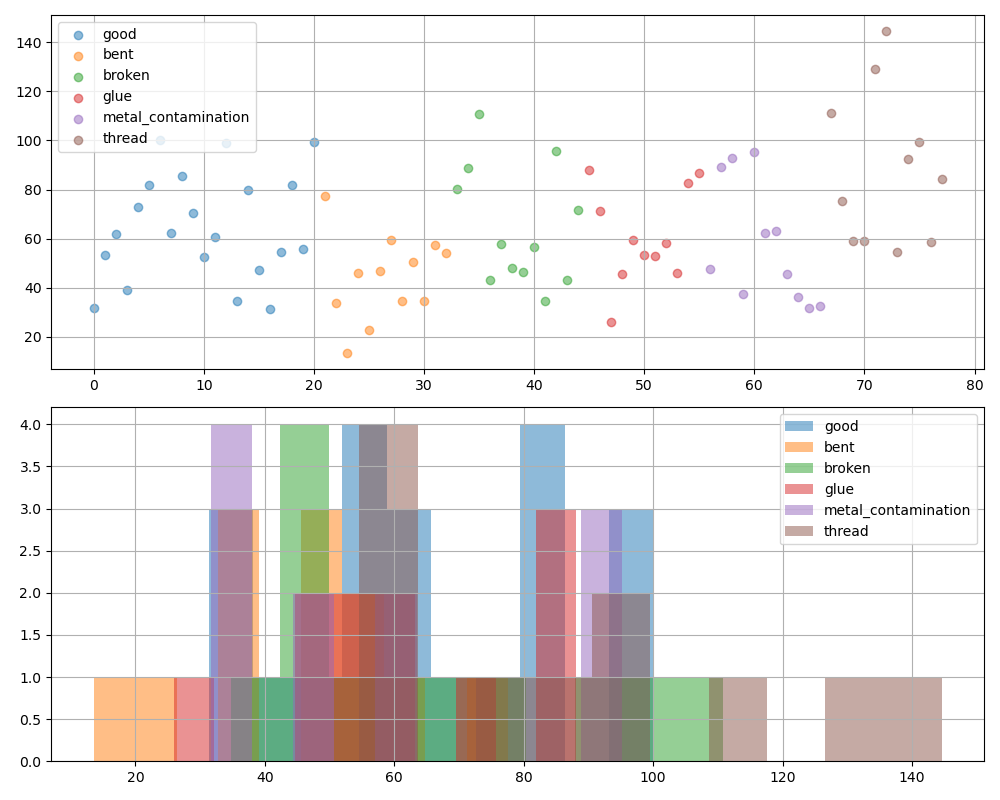 140
120
100
80
60
40
20
good
bent
broken
glue
metal_contamination
thread
0 10 20 30 40 50 60 70 80
4.0
3.5
3.0
2.5
2.0
1.5
1.0
0.5
0.0
good
bent
broken
glue
metal_contamination
thread
20 40 60 80 100 120 140